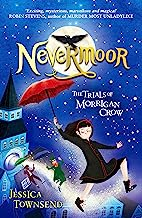 "Exciting, mysterious, marvellous and magical"
ROBIN STEVENS, author of MURDER MOST UNLADYLIKE
NEVERMOOR
THE TRIALS OF
MORRIGAN
CROW
JESSICA
TOWNSEND